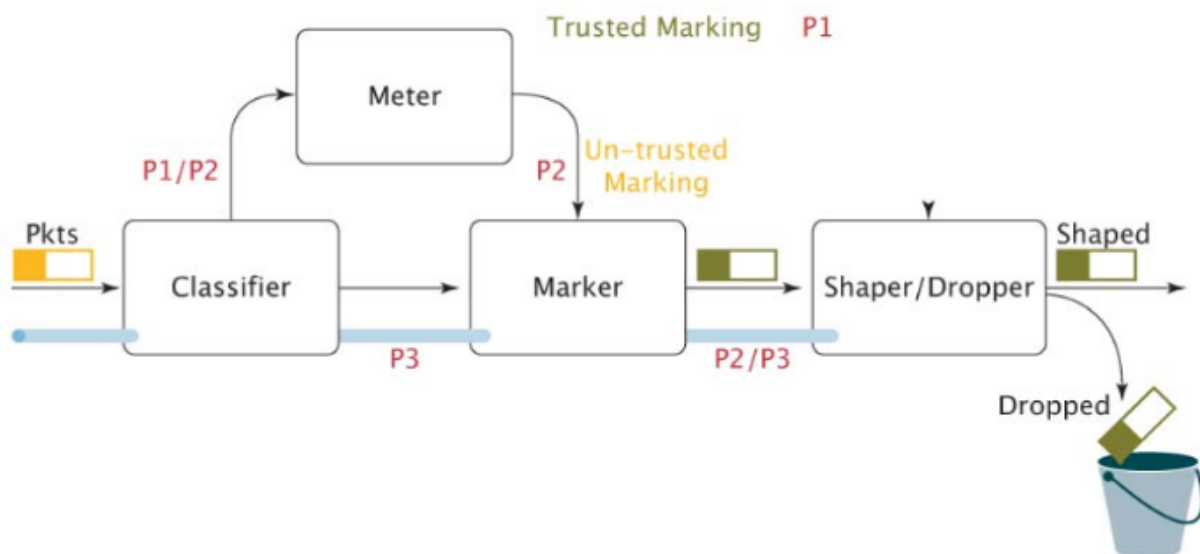 Trusted Marking P1
Meter
P1/P2
P2
Un-trusted
Marking
Pkts
Classifier
Marker
Shaper/Dropper
Shaped
P3
P2/P3
Dropped